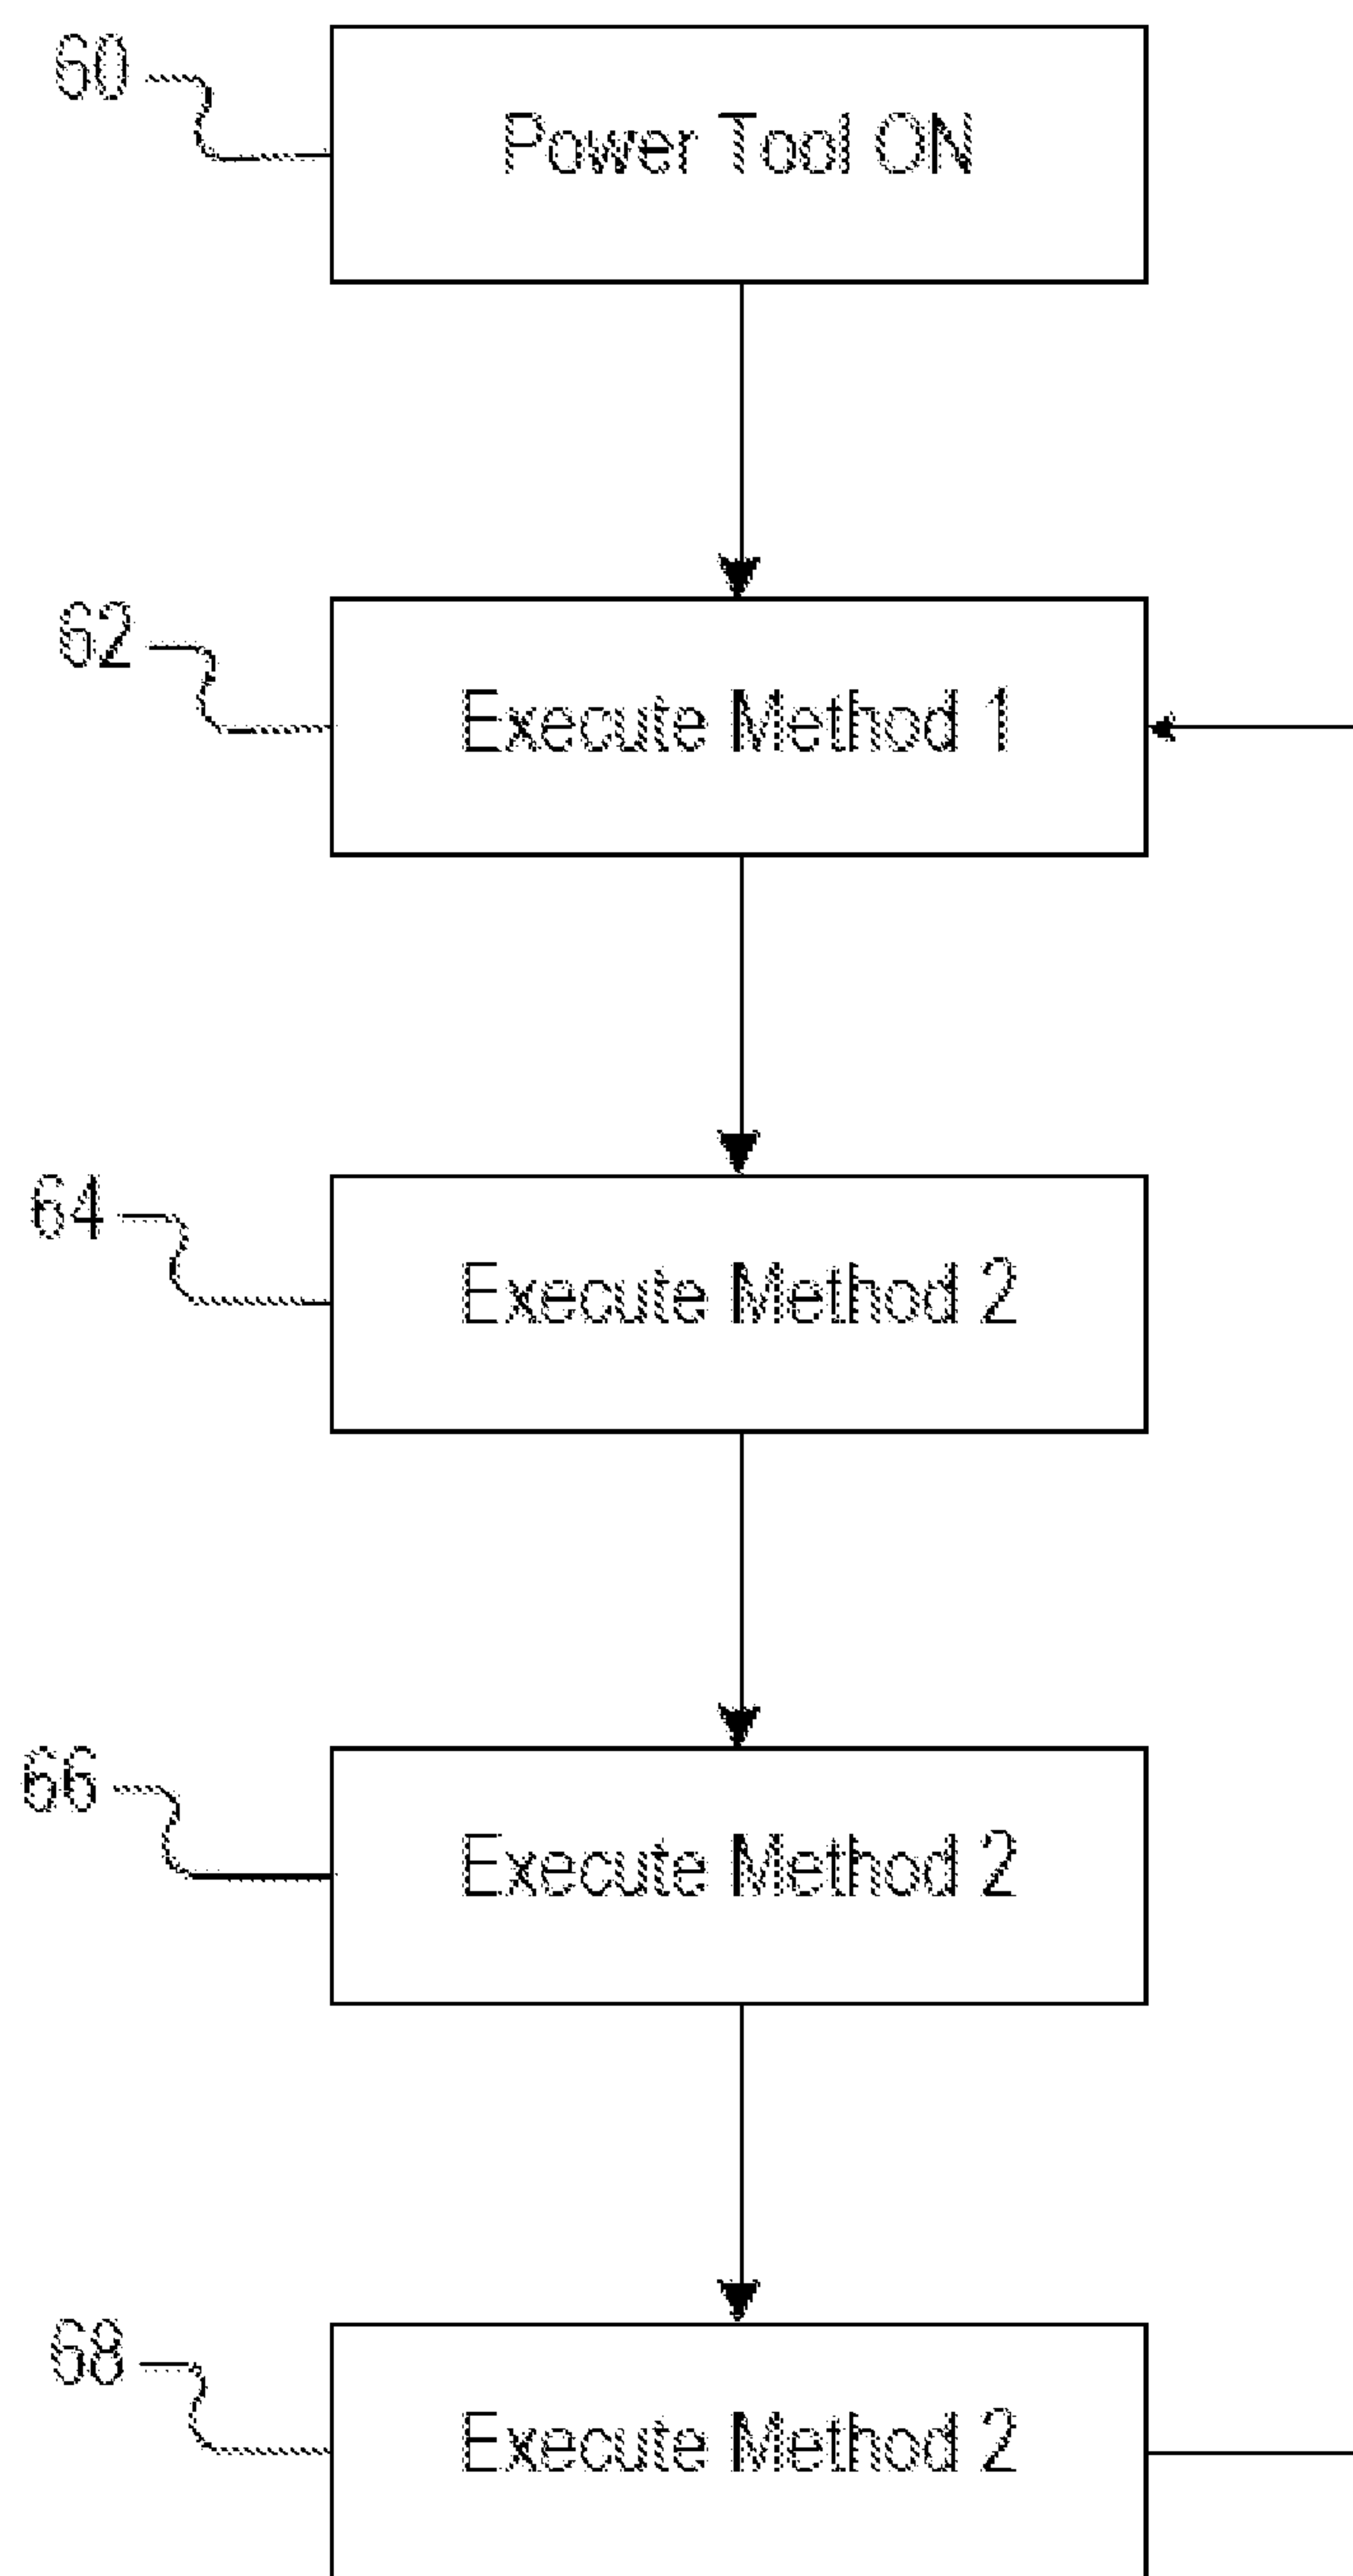 60
Power Tool ON
62
Execute Method 1
64
Execute Method 2
66
Execute Method 2
68
Execute Method 2